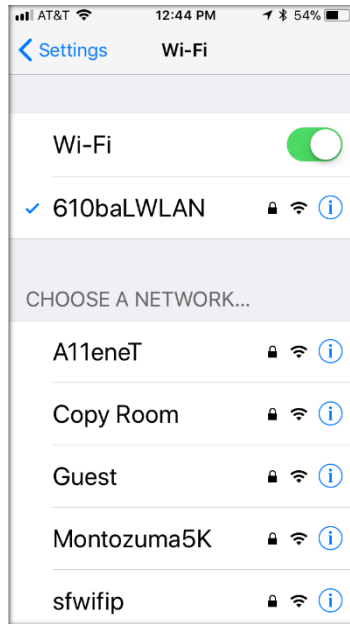 AT&T 12:44 PM 54%
Settings Wi-Fi
Wi-Fi
610baLWLAN
CHOOSE A NETWORK...
A11eneT
Copy Room
Guest
Montozuma5K
sfwifip